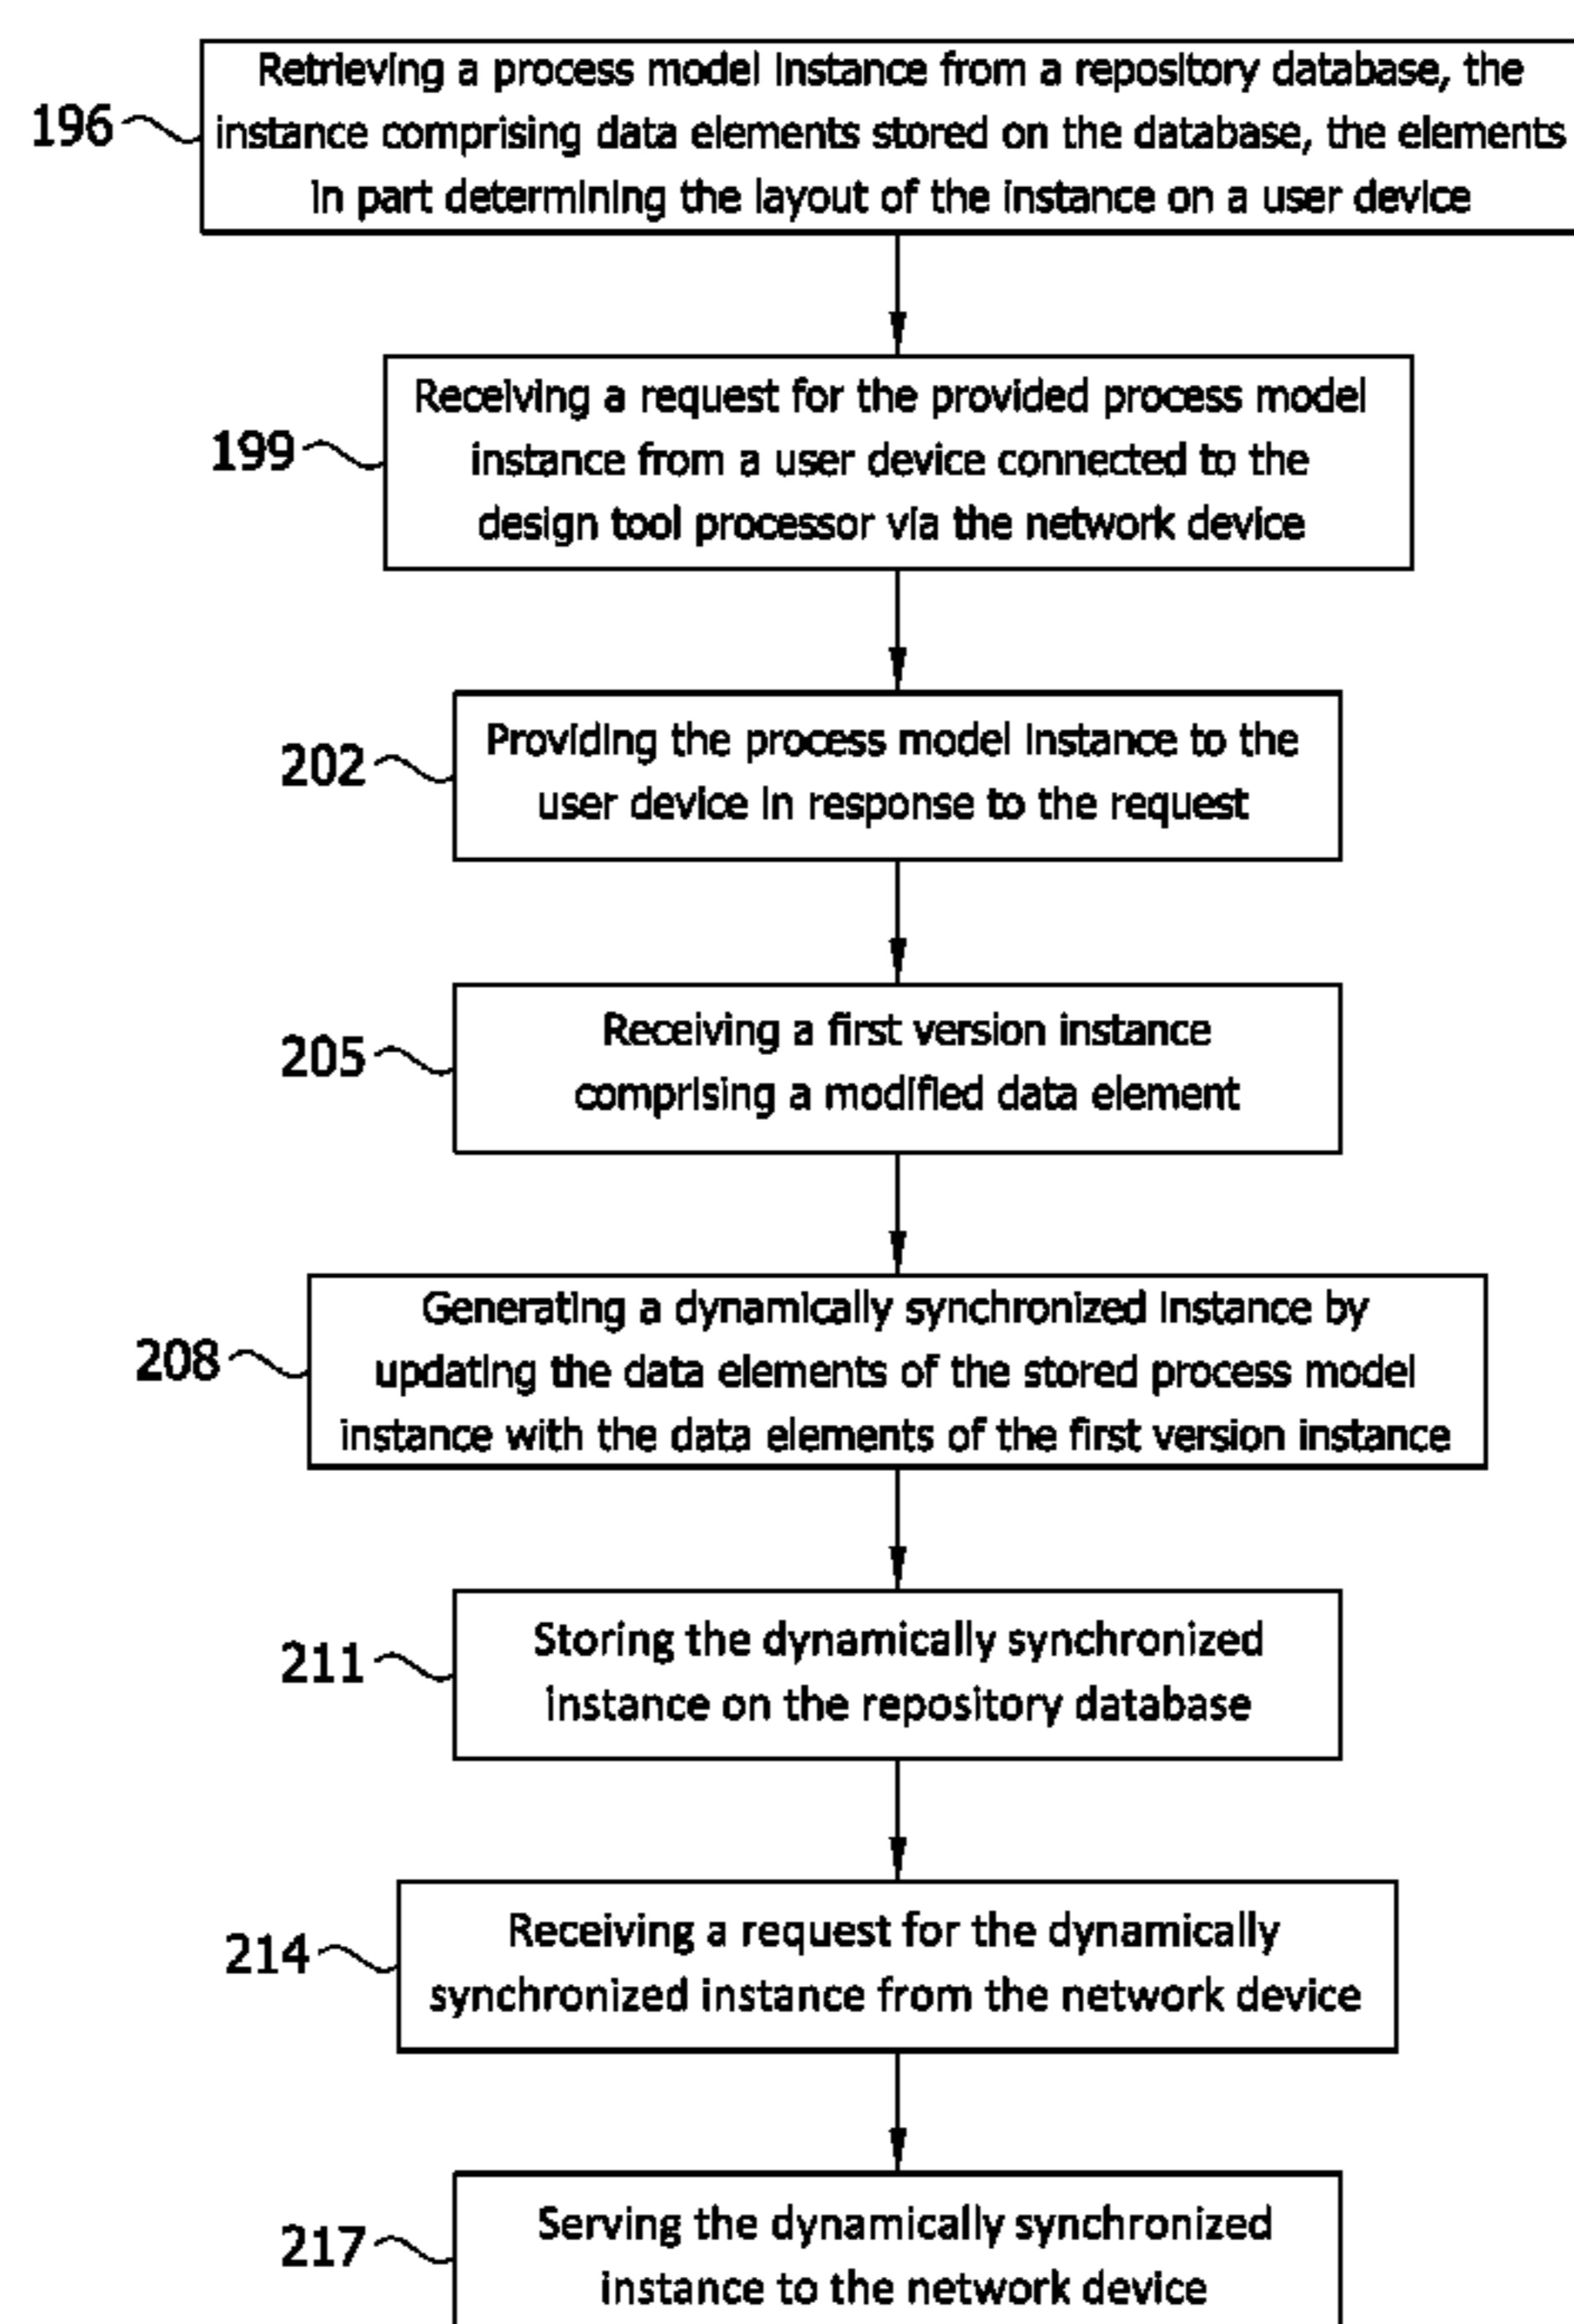 Retrieving a process model instance from a repository database, the
196
instance comprising data elements stored on the database, the elements
in part determining the layout of the instance on a user device
Receiving a request for the provided process model
199
instance from a user device connected to the
design tool processor via the network device
Providing the process model instance to the
202
user device in response to the request
Receiving a first version instance
205
comprising a modified data element
Generating a dynamically synchronized instance by
208
updating the data elements of the stored process model
instance with the data elements of the first version instance
Storing the dynamically synchronized
211
instance on the repository database
Receiving a request for the dynamically
214
synchronized instance from the network device
Serving the dynamically synchronized
217
instance to the network device